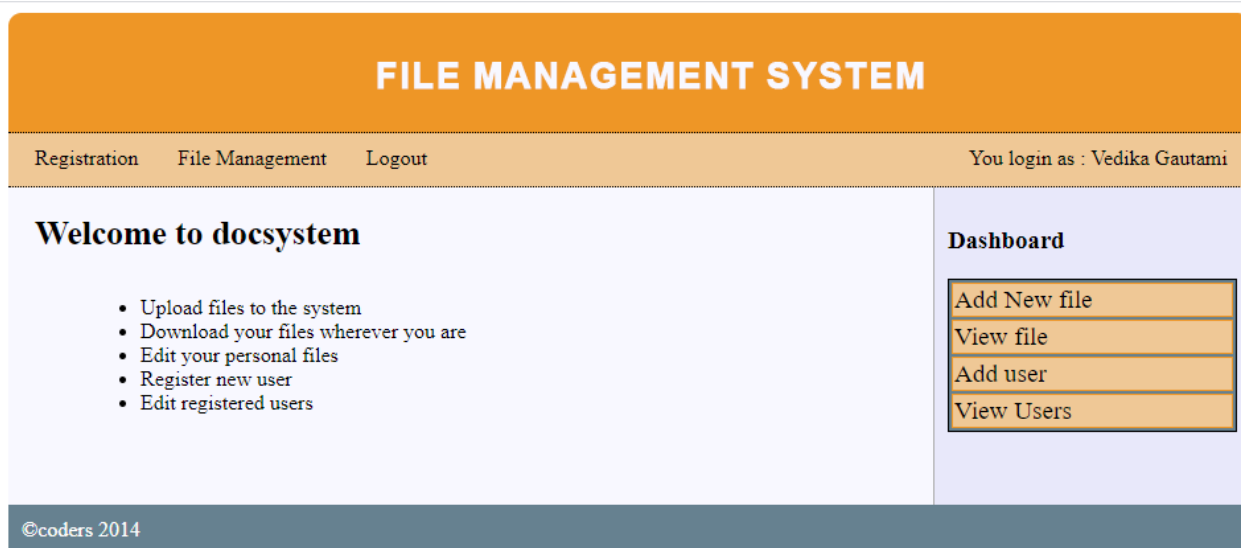 FILE MANAGEMENT SYSTEM
Registration File Management Logout You login as : Vedika Gautami
Welcome to docsystem
• Upload files to the system
• Download your files wherever you are
• Edit your personal files
• Register new user
• Edit registered users
Dashboard
Add New file
View file
Add user
View Users
©coders 2014